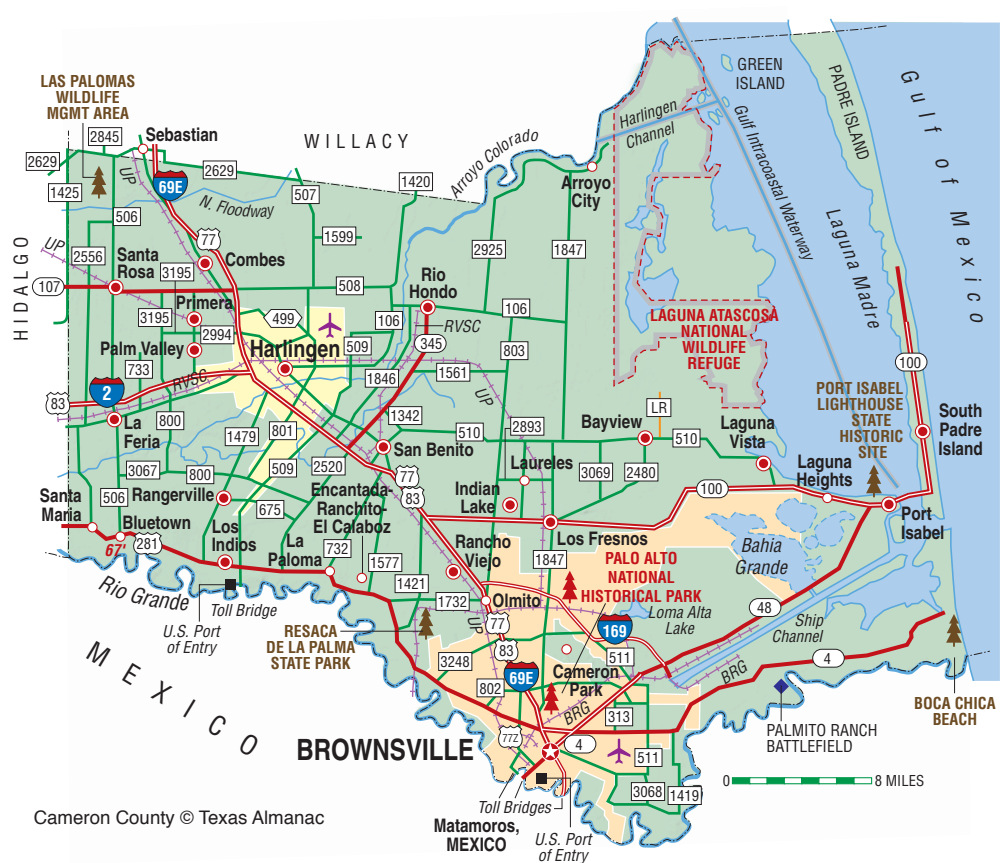 GREEN
ISLAND
PADRE ISLAND
Gulf of Mexico
LAS PALOMAS
WILDLIFE
MGMT AREA
2845
Sebastian
WILLACY
Harlingen
Channel
Gulf Intracoastal Waterway
Arroyo Colorado
2629
UP
69E
2629
1425
507
1420
Arroyo
City
N. Floodway
506
1599
2925
1847
Laguna Madre
HIDALGO
UP
2556
77
Santa
Rosa
3195
Combes
Rio
Hondo
107
508
Primera
3195
499
106
RVSC
106
2994
LAGUNA ATASCOSA
NATIONAL
WILDLIFE
REFUGE
Palm Valley
Harlingen
509
345
803
100
733
RVSC
1846
1561
UP
2
83
PORT ISABEL
LIGHTHOUSE
STATE
HISTORIC
SITE
La
Feria
800
1479
801
1342
510
2893
Bayview
LR
510
Laguna
Vista
South
Padre
Island
San Benito
3067
800
509
2520
77
83
Laureles
3069
2480
Laguna
Heights
506
Rangerville
Encantada-
Ranchito-
El Calaboz
Indian
Lake
100
Santa
Maria
675
Port
Isabel
Bluetown
67'
281
Los
Indios
La
Paloma
732
1577
Rancho
Viejo
Los Fresnos
Bahia
Grande
1847
PALO ALTO
NATIONAL
HISTORICAL PARK
Rio Grande
Toll Bridge
1421
1732
Olmito
Loma Alta
Lake
48
Ship
Channel
U.S. Port
of Entry
RESACA
DE LA PALMA
STATE PARK
UP
77
169
MEXICO
83
511
4
3248
69E
Cameron
Park
BRG
802
BRG
313
BOCA CHICA
BEACH
PALMITO RANCH
BATTLEFIELD
BROWNSVILLE
77Z
4
511
0
8 MILES
3068
1419
Toll Bridges
Matamoros,
MEXICO
U.S. Port
of Entry
Cameron County © Texas Almanac